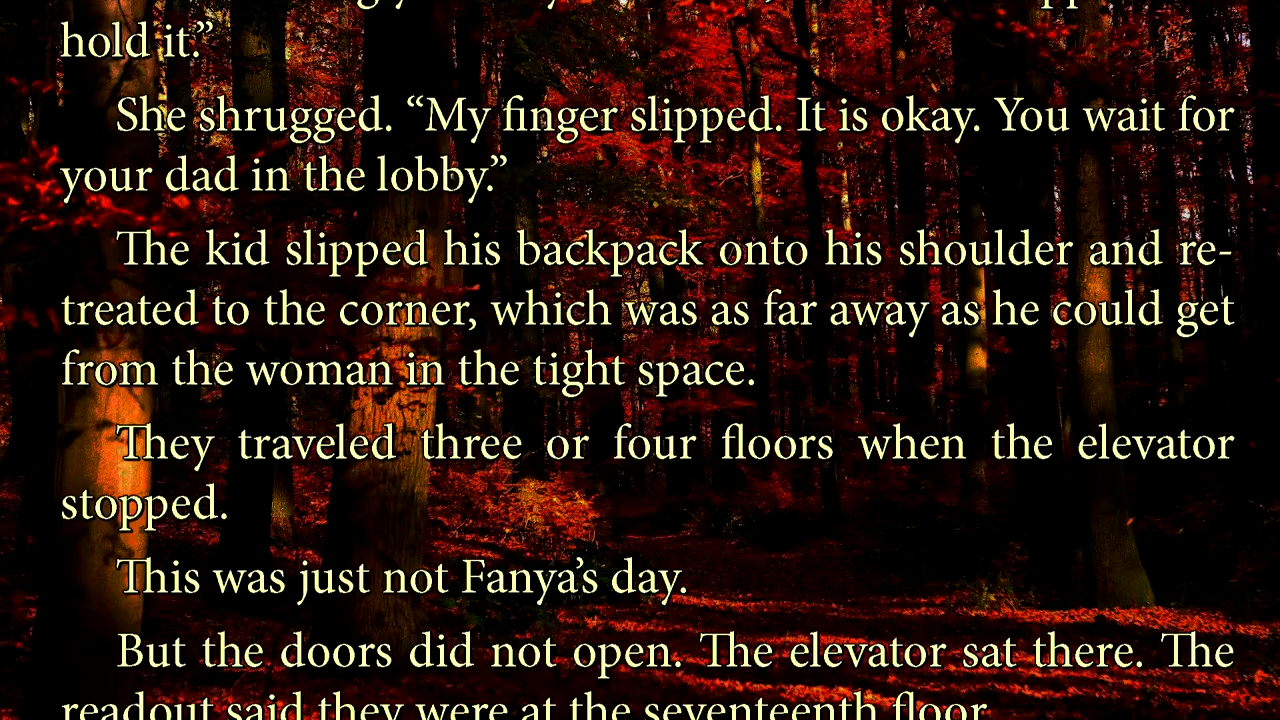 hold it.”
She shrugged. “My finger slipped. It is okay. You wait for
your dad in the lobby.”
The kid slipped his backpack onto his shoulder and re-
treated to the corner, which was as far away as he could get
from the woman in the tight space.
They traveled three or four floors when the elevator
stopped.
This was just not Fanya’s day.
But the doors did not open. The elevator sat there. The
readout said they were at the seventeenth floor.